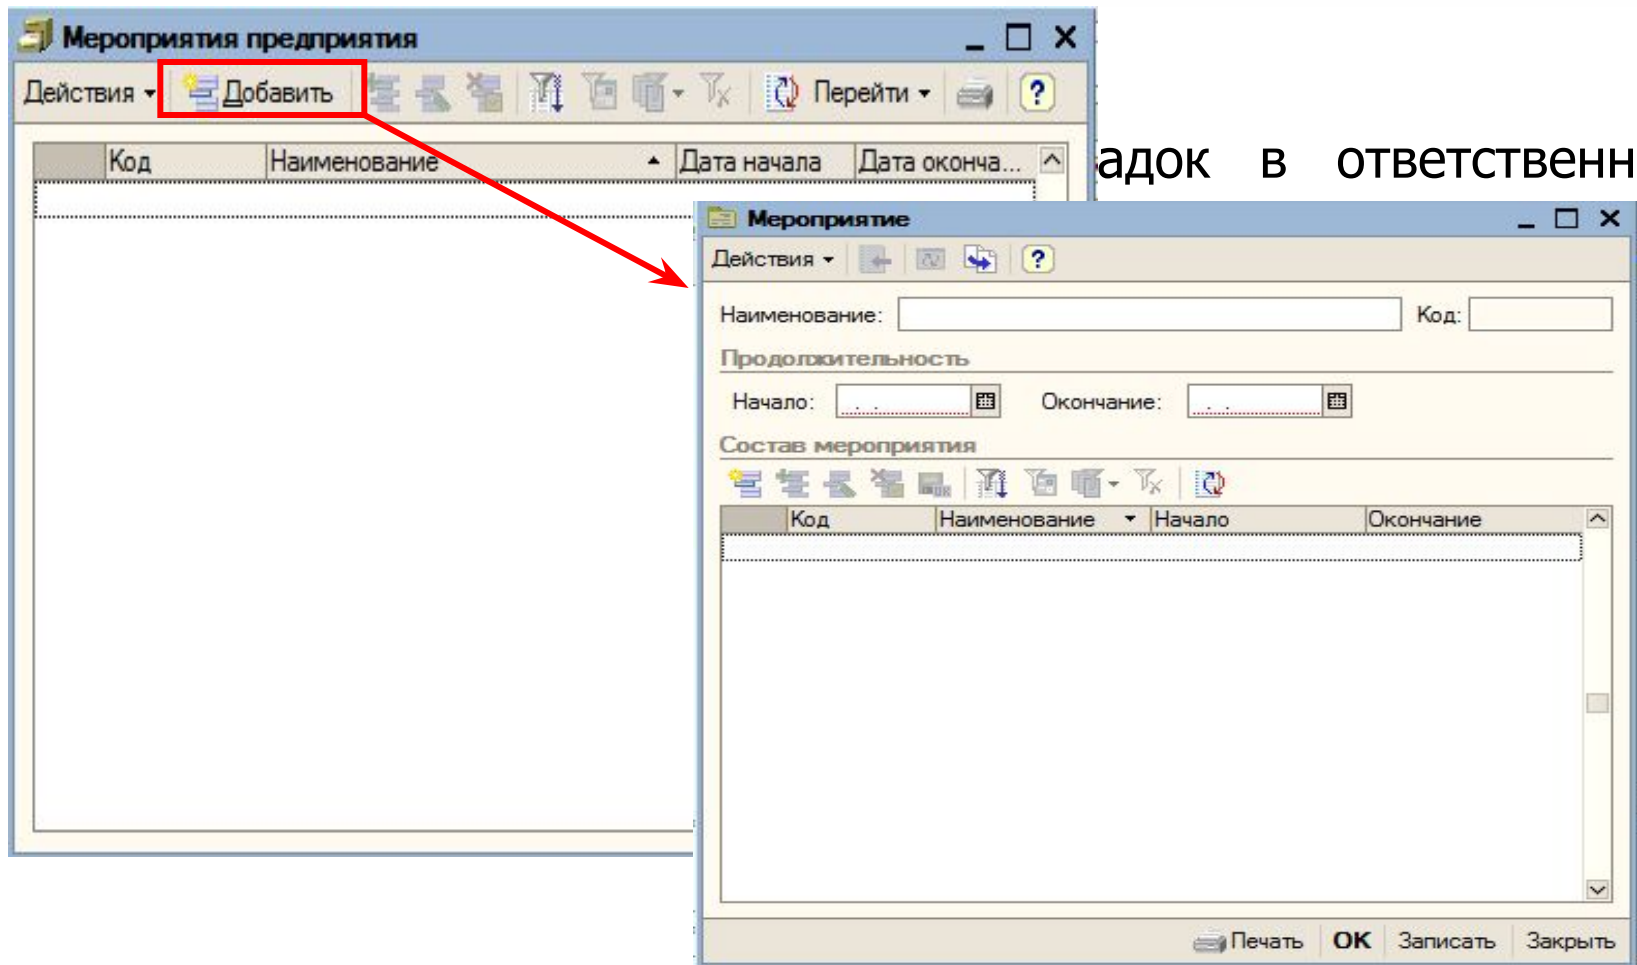 Мероприятия предприятия
Действия Добавить Перейти
Код Наименование Дата начала Дата оконча...
адок в ответственн
Мероприятие
Действия
Наименование: Код:
Продолжительность
Начало: . . Окончание: . .
Состав мероприятия
Код Наименование Начало Окончание
Печать OK Записать Закрыть